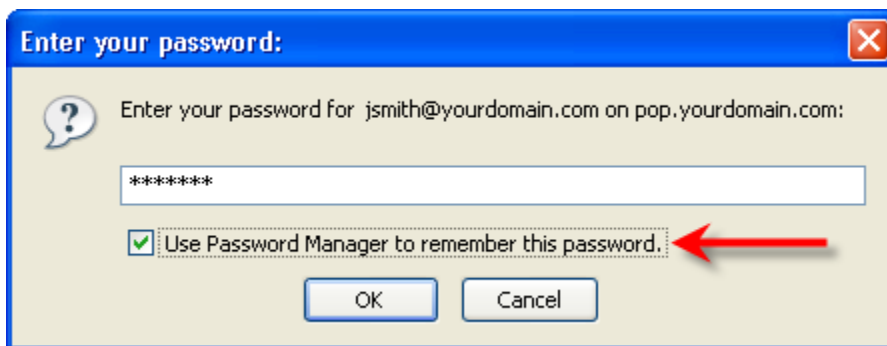 Enter your password:
Enter your password for jsmith@yourdomain.com on pop.yourdomain.com:
*******
Use Password Manager to remember this password.
OK
Cancel